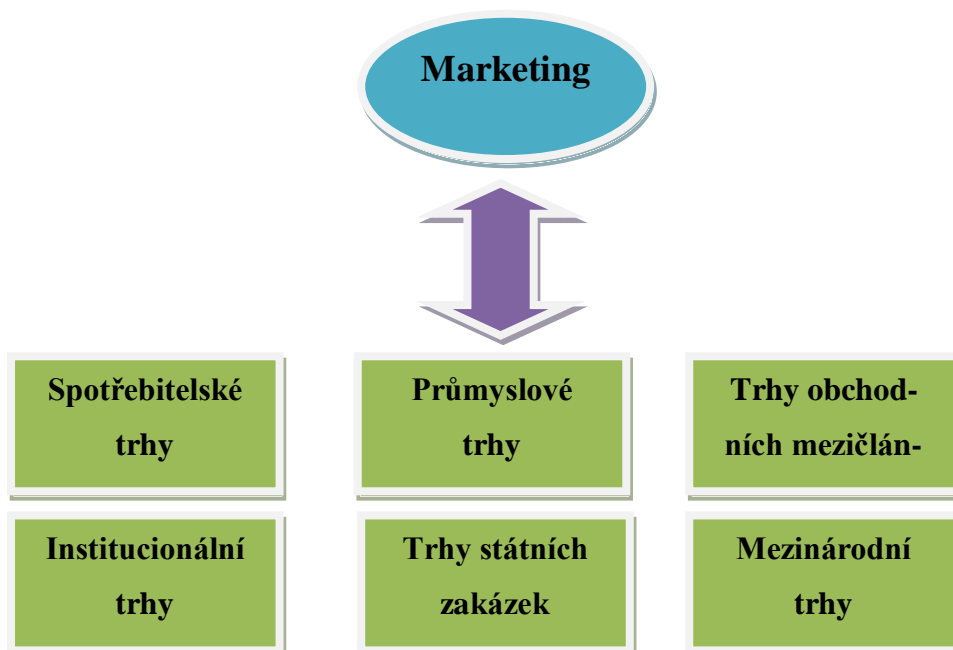 Marketing
Spotřebitelské
trhy
Průmyslové
trhy
Trhy obchod-
ních mezičlán-
Institucionální
trhy
Trhy státních
zakázek
Mezinárodní
trhy